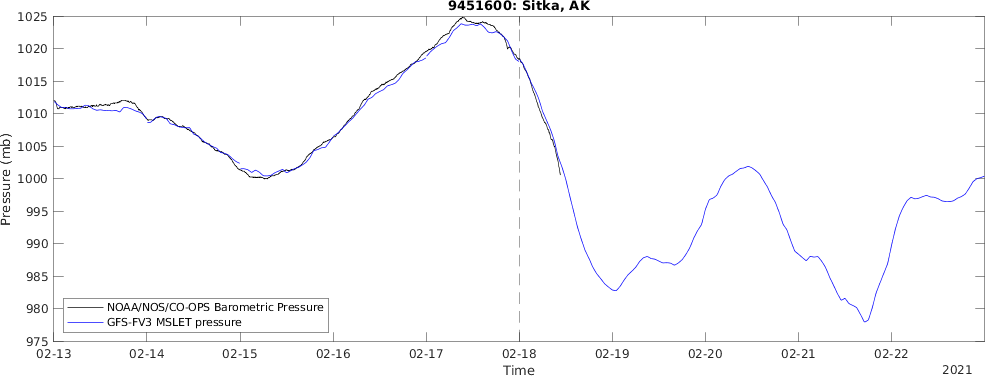 9451600: Sitka, AK
1025
1020
1015
1010
1005
1000
995
990
985
980
975
Pressure (mb)
NOAA/NOS/CO-OPS Barometric Pressure
GFS-FV3 MSLET pressure
02-13 02-14 02-15 02-16 02-17 02-18 02-19 02-20 02-21 02-22
Time
2021